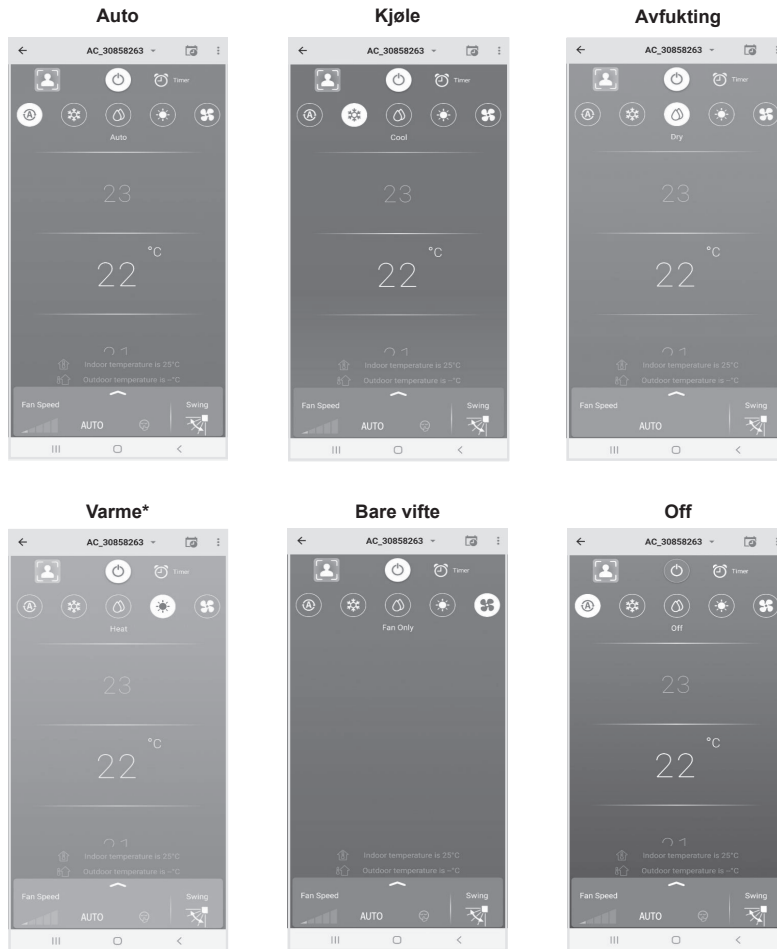 Auto
AC_30858263
Timer
Auto
23
22 °C
21
Indoor temperature is 25°C
Outdoor temperature is --°C
Fan Speed Swing
AUTO
Kjøle
AC_30858263
Timer
Cool
23
22 °C
21
Indoor temperature is 25°C
Outdoor temperature is --°C
Fan Speed Swing
AUTO
Avfukting
AC_30858263
Timer
Dry
23
22 °C
21
Indoor temperature is 25°C
Outdoor temperature is --°C
Fan Speed Swing
AUTO
Varme*
AC_30858263
Timer
Heat
23
22 °C
21
Indoor temperature is 25°C
Outdoor temperature is --°C
Fan Speed Swing
AUTO
Bare vifte
AC_30858263
Timer
Fan Only
Indoor temperature is 25°C
Outdoor temperature is --°C
Fan Speed Swing
AUTO
Off
AC_30858263
Timer
Off
23
22 °C
21
Indoor temperature is 25°C
Outdoor temperature is --°C
Fan Speed Swing
AUTO